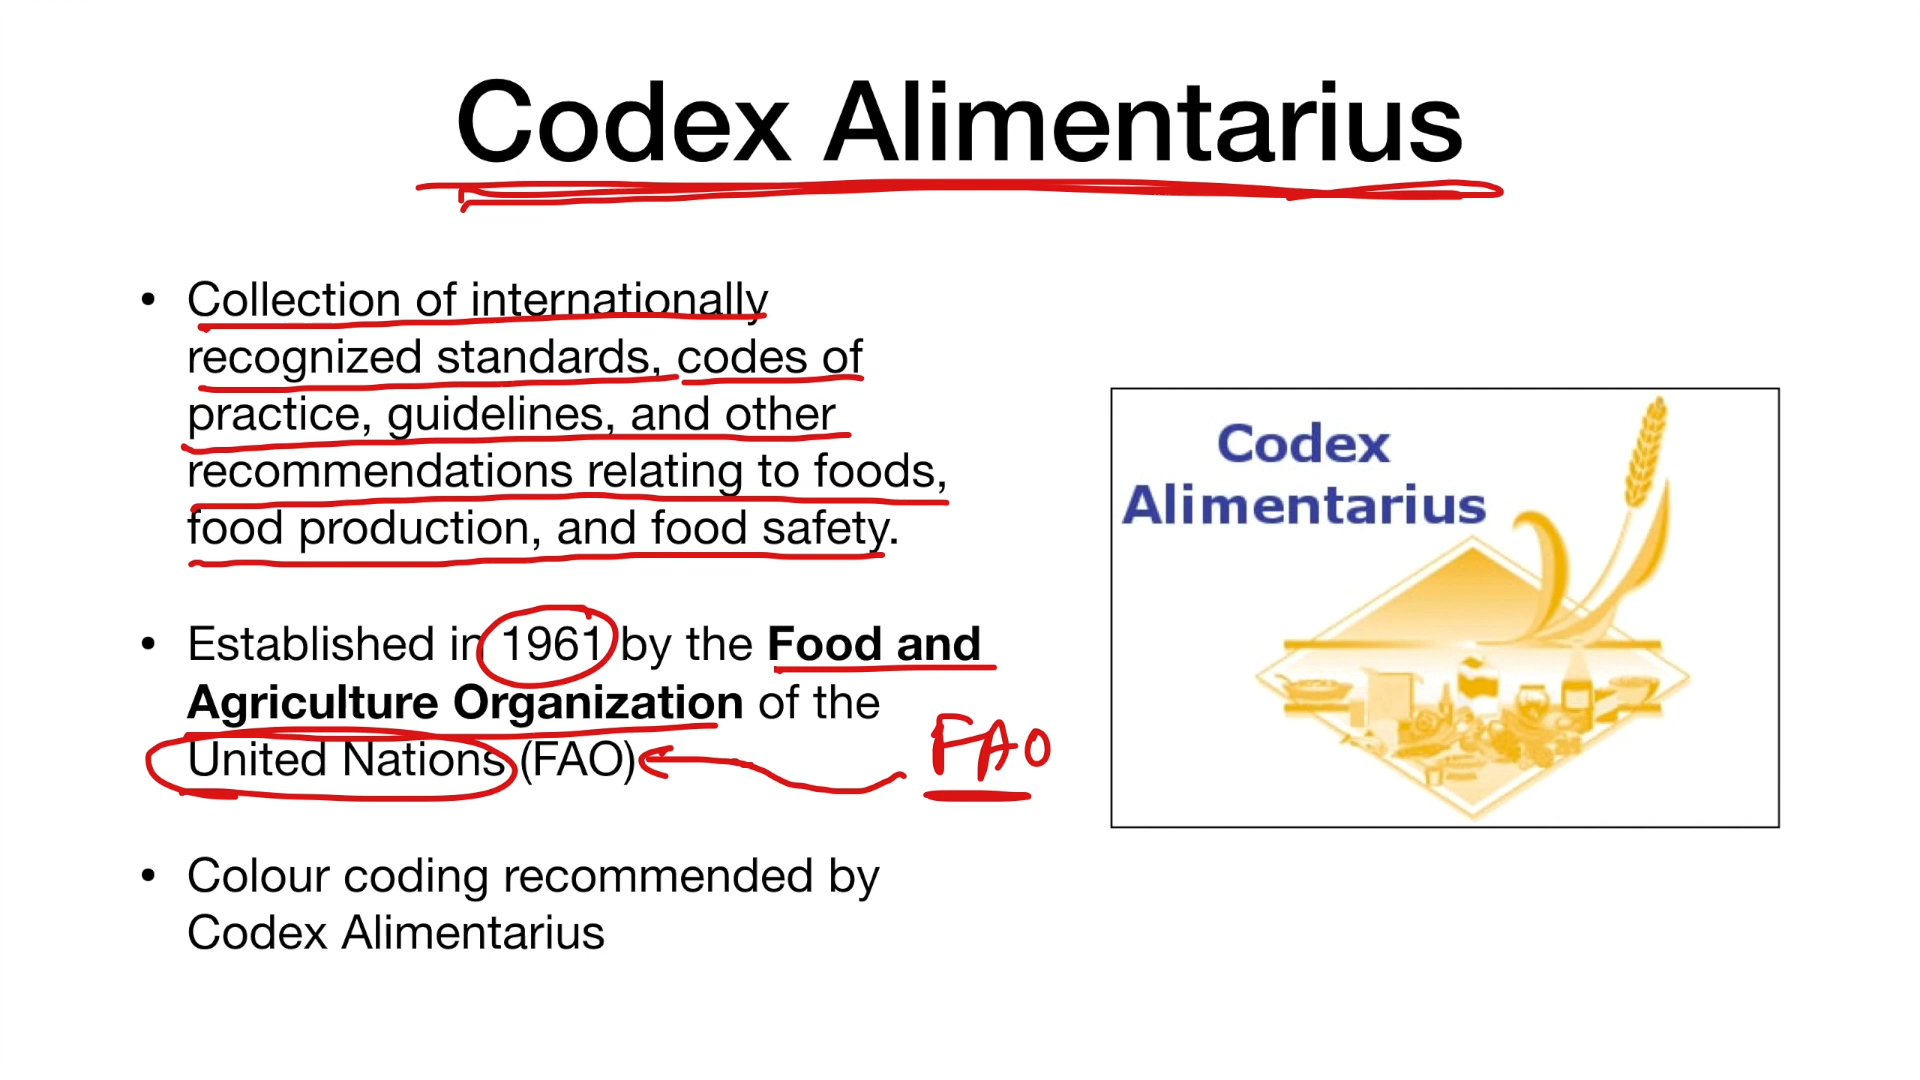 Codex Alimentarius
• Collection of internationally
recognized standards, codes of
practice, guidelines, and other
recommendations relating to foods,
food production, and food safety.
• Established in 1961 by the Food and
Agriculture Organization of the
United Nations (FAO)
FAO
• Colour coding recommended by
Codex Alimentarius
Codex
Alimentarius